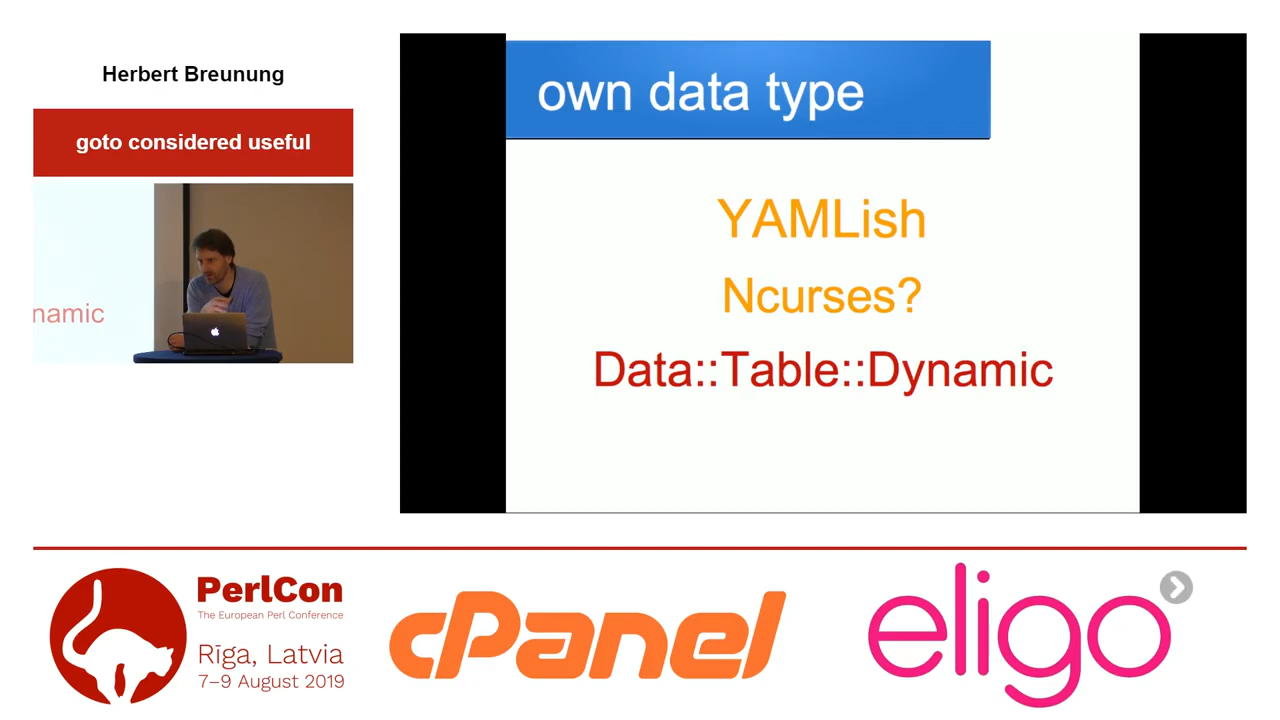 Herbert Breunung
goto considered useful
namic
own data type
YAMLish
Ncurses?
Data::Table::Dynamic
PerlCon
The European Perl Conference
Rīga, Latvia
7–9 August 2019
cPanel
eligo